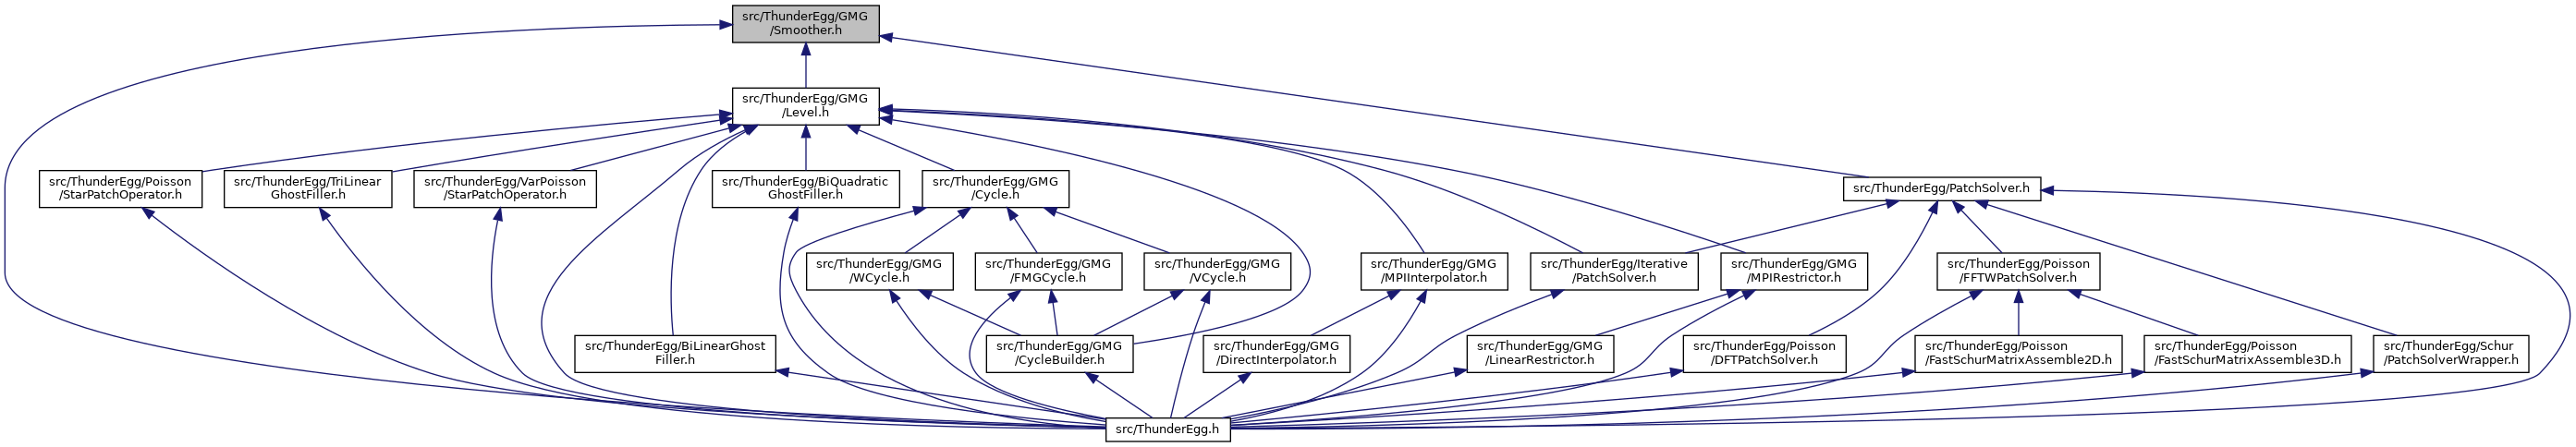 src/ThunderEgg/GMG
/Smoother.h
src/ThunderEgg/GMG
/Level.h
src/ThunderEgg/Poisson
/StarPatchOperator.h
src/ThunderEgg/TriLinear
GhostFiller.h
src/ThunderEgg/VarPoisson
/StarPatchOperator.h
src/ThunderEgg/BiQuadratic
GhostFiller.h
src/ThunderEgg/GMG
/Cycle.h
src/ThunderEgg/PatchSolver.h
src/ThunderEgg/GMG
/WCycle.h
src/ThunderEgg/GMG
/FMGCycle.h
src/ThunderEgg/GMG
/VCycle.h
src/ThunderEgg/GMG
/MPIInterpolator.h
src/ThunderEgg/Iterative
/PatchSolver.h
src/ThunderEgg/GMG
/MPIRestrictor.h
src/ThunderEgg/Poisson
/FFTWPatchSolver.h
src/ThunderEgg/BiLinearGhost
Filler.h
src/ThunderEgg/GMG
/CycleBuilder.h
src/ThunderEgg/GMG
/DirectInterpolator.h
src/ThunderEgg/GMG
/LinearRestrictor.h
src/ThunderEgg/Poisson
/DFTPatchSolver.h
src/ThunderEgg/Poisson
/FastSchurMatrixAssemble2D.h
src/ThunderEgg/Poisson
/FastSchurMatrixAssemble3D.h
src/ThunderEgg/Schur
/PatchSolverWrapper.h
src/ThunderEgg.h